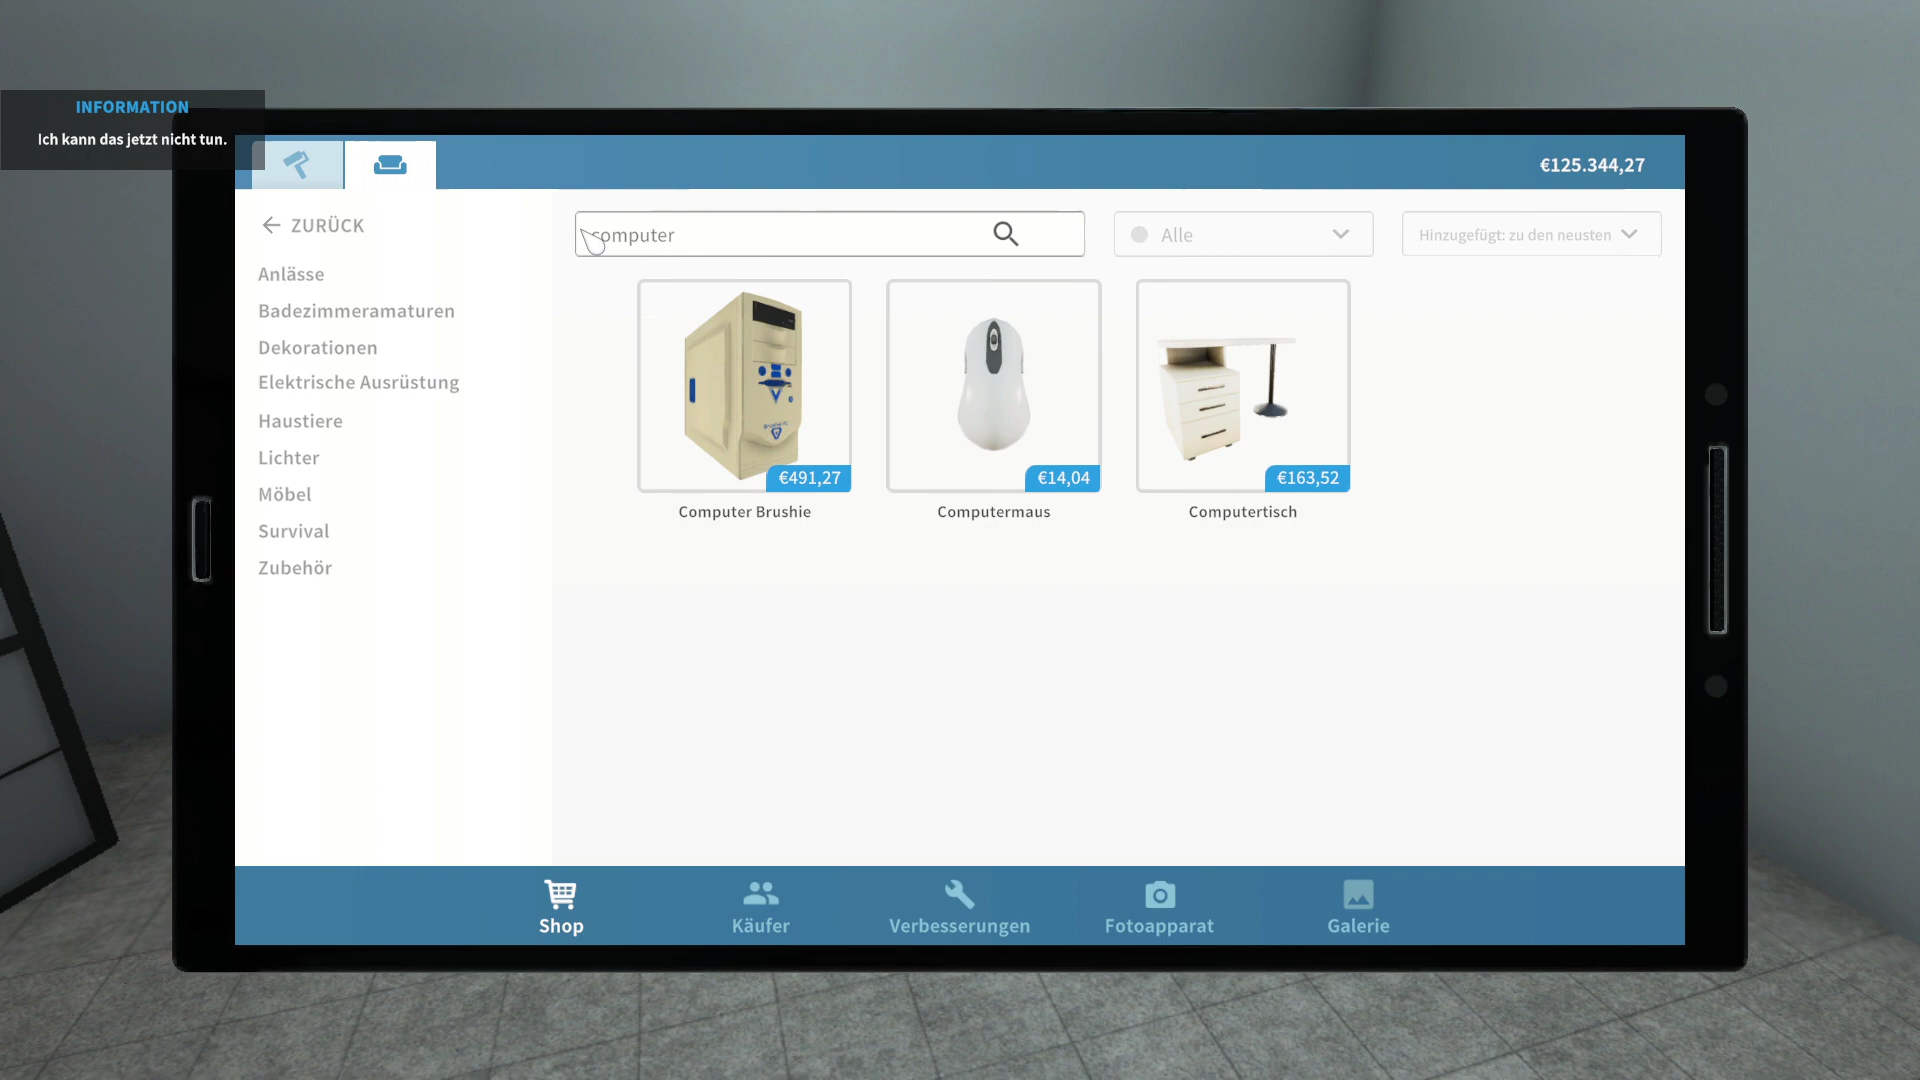 INFORMATION
Ich kann das jetzt nicht tun.
€125.344,27
ZURÜCK
Anlässe
Badezimmeramaturen
Dekorationen
Elektrische Ausrüstung
Haustiere
Lichter
Möbel
Survival
Zubehör
computer
Alle
Hinzugefügt: zu den neusten
€491,27
€14,04
€163,52
Computer Brushie
Computermaus
Computertisch
Shop
Käufer
Verbesserungen
Fotoapparat
Galerie